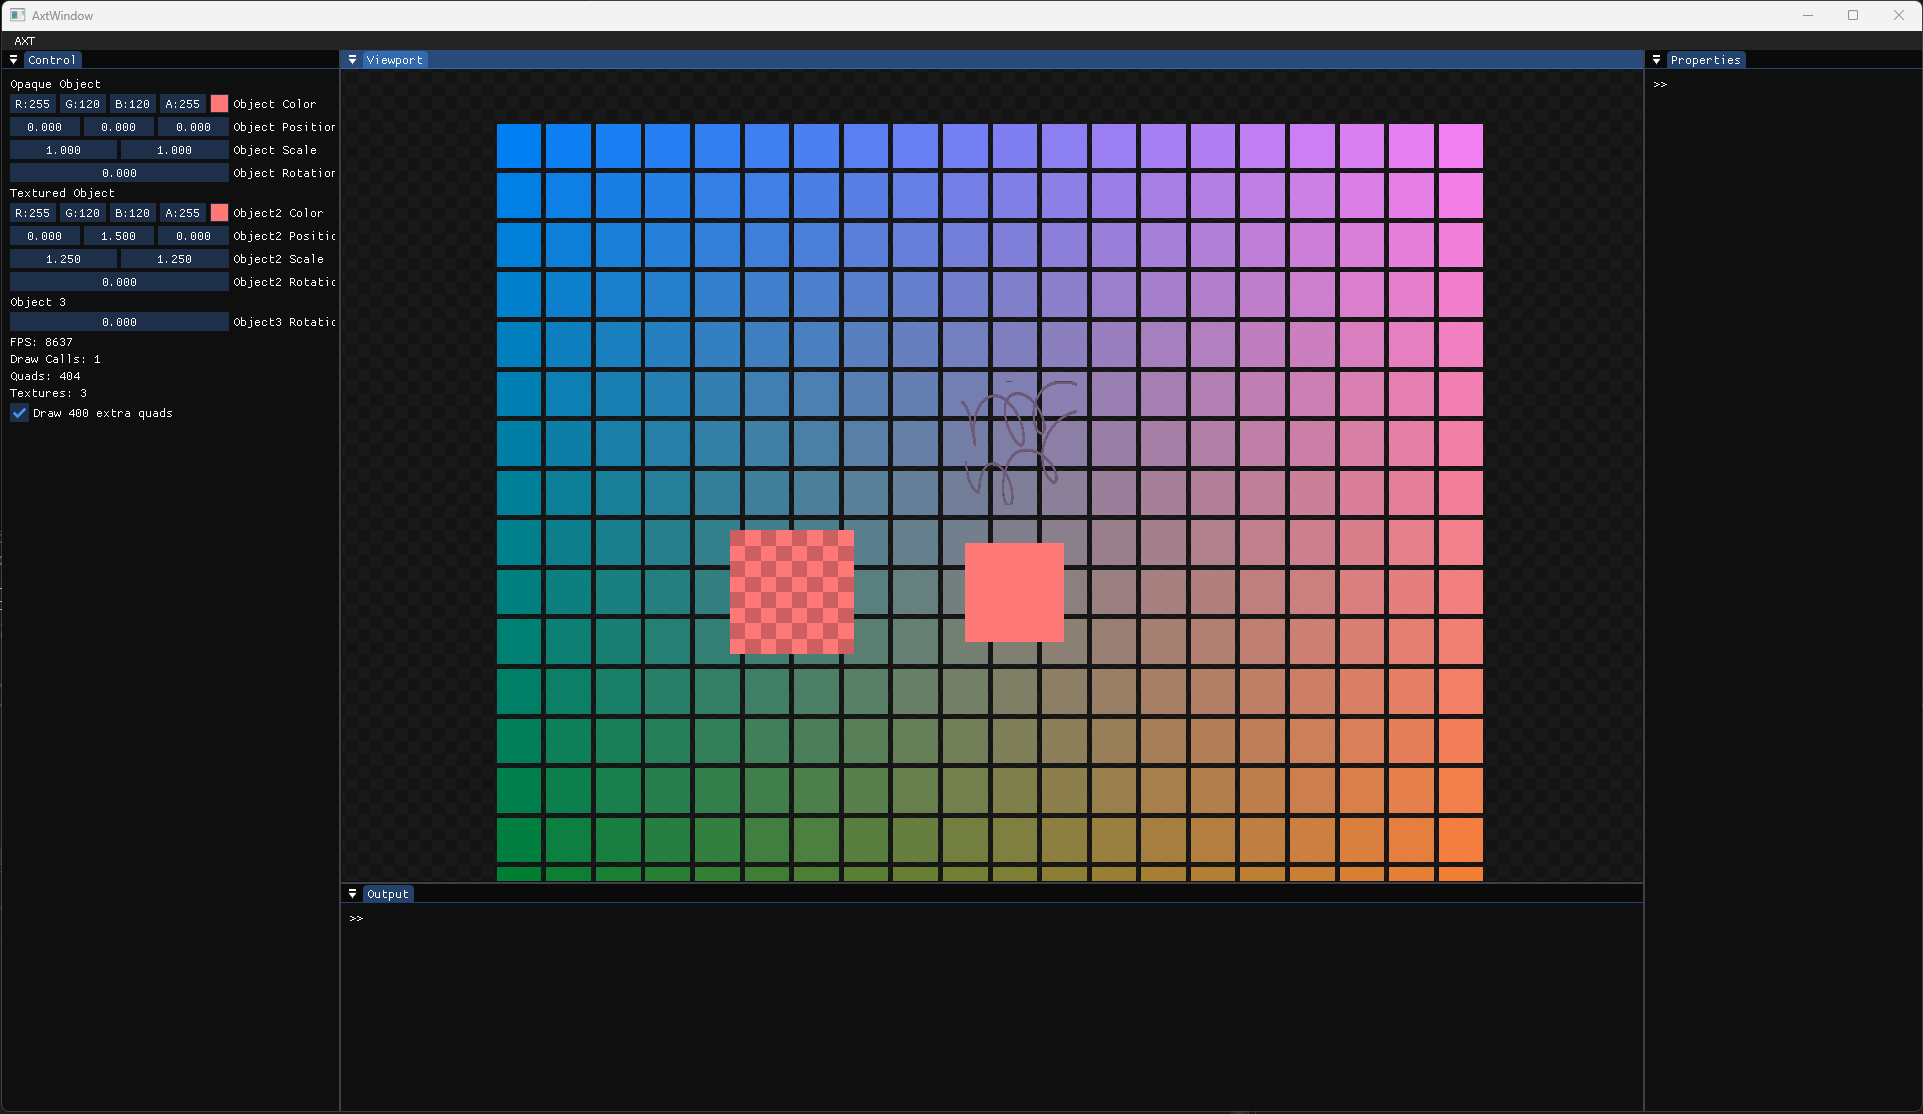 AxtWindow
AXT
Control
Opaque Object
R:255 G:120 B:120 A:255 Object Color
0.000 0.000 0.000 Object Position
1.000 1.000 Object Scale
0.000 Object Rotation
Textured Object
R:255 G:120 B:120 A:255 Object2 Color
0.000 1.500 0.000 Object2 Positic
1.250 1.250 Object2 Scale
0.000 Object2 Rotatic
Object 3
0.000 Object3 Rotatic
FPS: 8637
Draw Calls: 1
Quads: 404
Textures: 3
Draw 400 extra quads
Viewport
Output
>>
Properties
>>